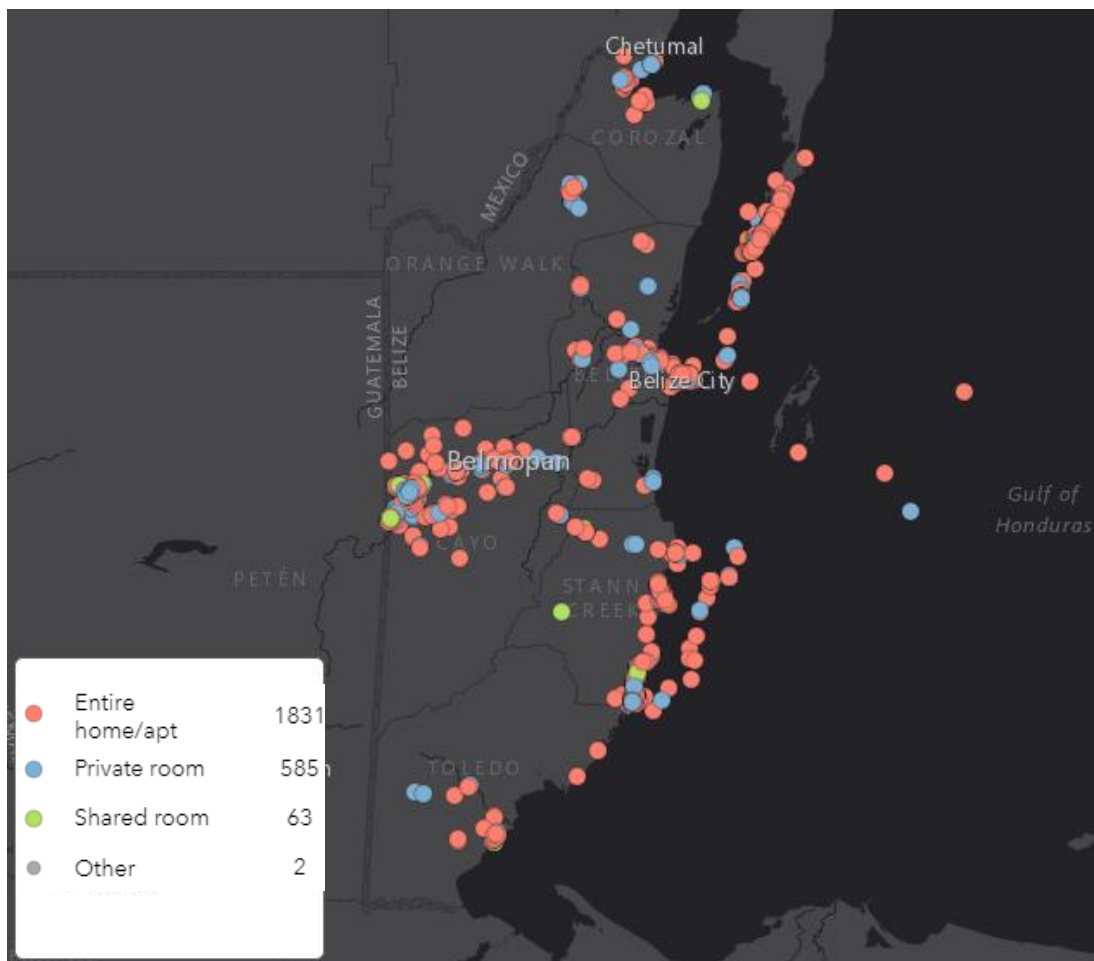 Chetumal
COROZAL
MEXICO
ORANGE WALK
GUATEMALA
BELIZE
Belize City
Belmopan
Gulf of
Honduras
CAYO
PETÉN
STANN
CREEK
TOLEDO
Entire
home/apt 1831
Private room 585
Shared room 63
Other 2